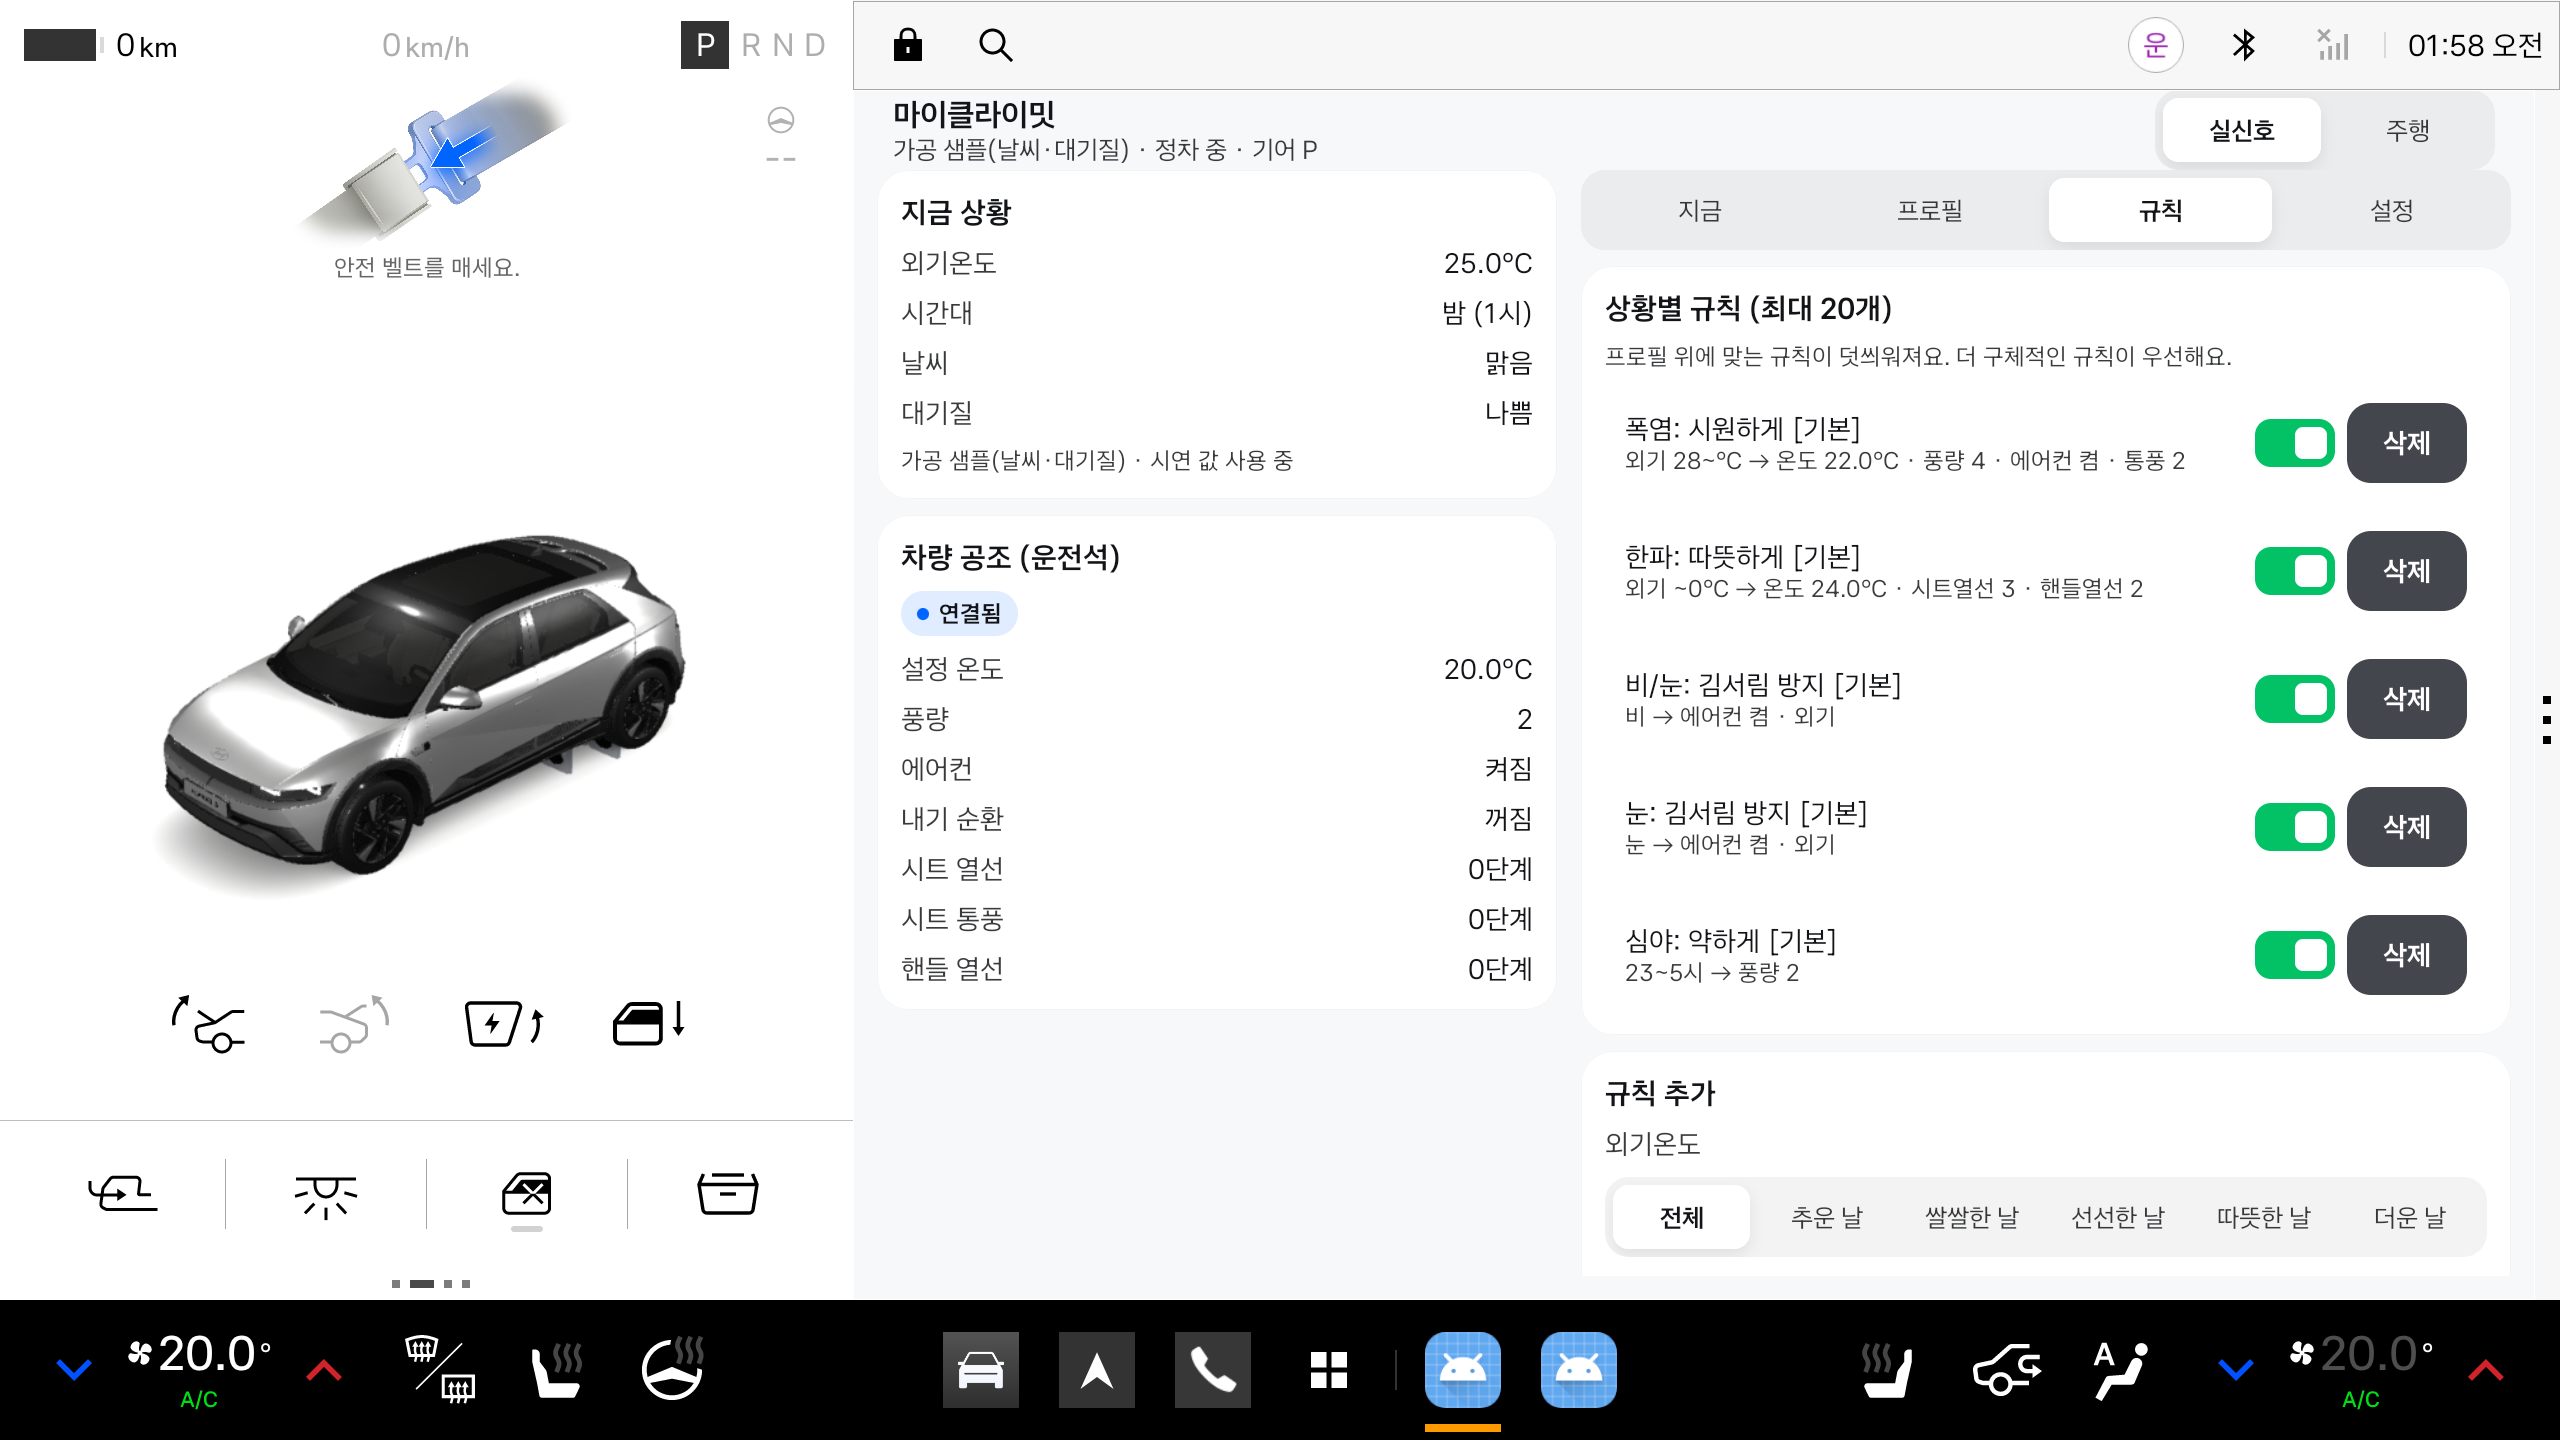 0 km
0 km/h
P R N D
안전 벨트를 매세요.
운
01:58 오전
마이클라이밋
가공 샘플(날씨·대기질) · 정차 중 · 기어 P
실신호
주행
지금 상황
외기온도 25.0°C
시간대 밤 (1시)
날씨 맑음
대기질 나쁨
가공 샘플(날씨·대기질) · 시연 값 사용 중
차량 공조 (운전석)
연결됨
설정 온도 20.0°C
풍량 2
에어컨 켜짐
내기 순환 꺼짐
시트 열선 0단계
시트 통풍 0단계
핸들 열선 0단계
지금 프로필 규칙 설정
상황별 규칙 (최대 20개)
프로필 위에 맞는 규칙이 덧씌워져요. 더 구체적인 규칙이 우선해요.
폭염: 시원하게 [기본]
외기 28~°C → 온도 22.0°C · 풍량 4 · 에어컨 켬 · 통풍 2
삭제
한파: 따뜻하게 [기본]
외기 ~0°C → 온도 24.0°C · 시트열선 3 · 핸들열선 2
삭제
비/눈: 김서림 방지 [기본]
비 → 에어컨 켬 · 외기
삭제
눈: 김서림 방지 [기본]
눈 → 에어컨 켬 · 외기
삭제
심야: 약하게 [기본]
23~5시 → 풍량 2
삭제
규칙 추가
외기온도
전체 추운 날 쌀쌀한 날 선선한 날 따뜻한 날 더운 날
20.0°
A/C
A
20.0°
A/C